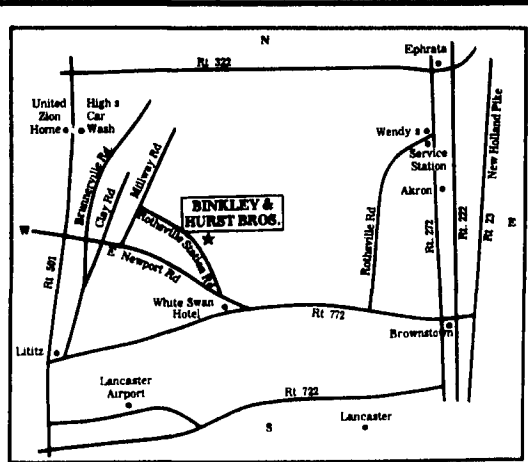 N
Ephrata
Rt 322
United
Zion
Home
High s
Car
Wash
Brunnerville Rd
Clay Rd
Millway Rd
BINKLEY &
HURST BROS.
Rothsville Station Rd
Wendy s
Service
Station
Akron
Rothsville Rd
Rt. 272
Rt. 222
Rt 23
New Holland Pike
W
E
Newport Rd
Rt 501
White Swan
Hotel
Rt 772
Brownstown
Lititz
Lancaster
Airport
Rt 722
S
Lancaster